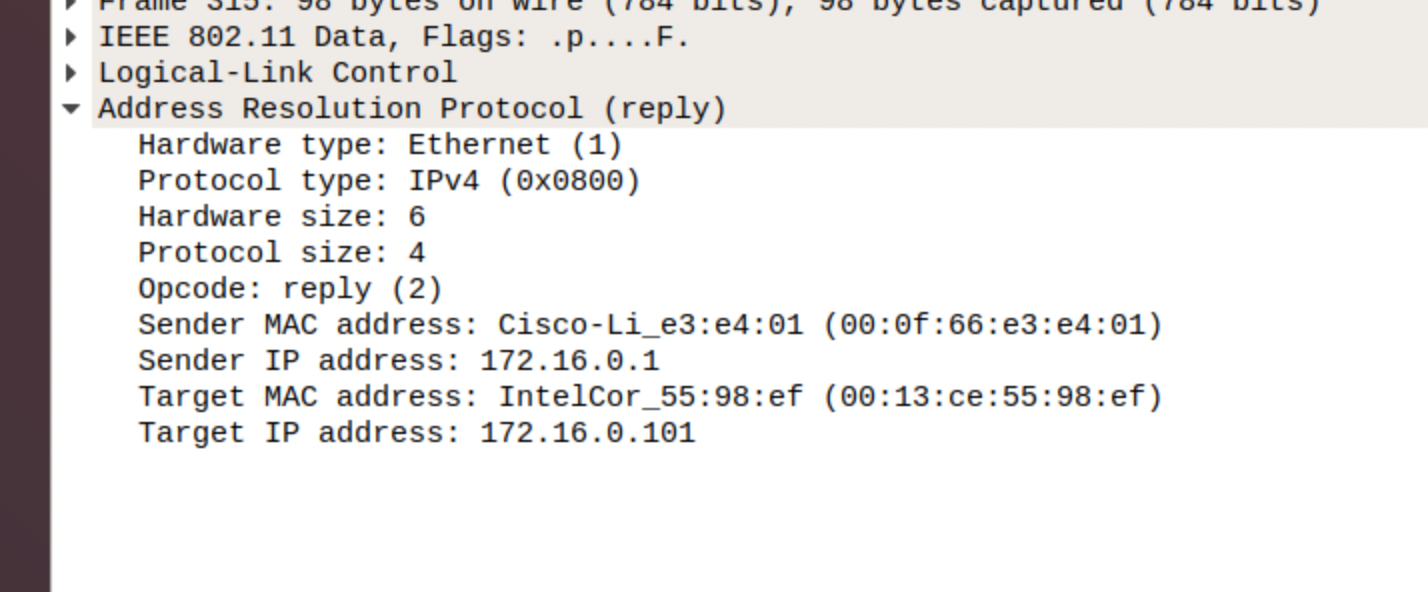 Frame 315: 98 bytes on wire (784 bits), 98 bytes captured (784 bits)
IEEE 802.11 Data, Flags: .p....F.
Logical-Link Control
Address Resolution Protocol (reply)
Hardware type: Ethernet (1)
Protocol type: IPv4 (0x0800)
Hardware size: 6
Protocol size: 4
Opcode: reply (2)
Sender MAC address: Cisco-Li_e3:e4:01 (00:0f:66:e3:e4:01)
Sender IP address: 172.16.0.1
Target MAC address: IntelCor_55:98:ef (00:13:ce:55:98:ef)
Target IP address: 172.16.0.101